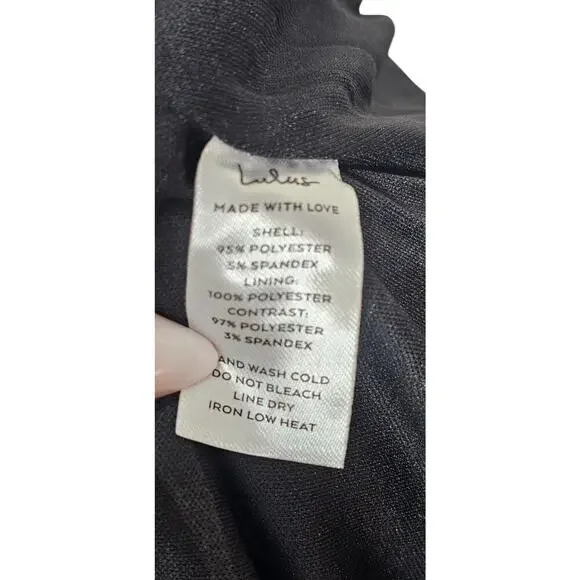 Lulus
MADE WITH LOVE
SHELL:
95% POLYESTER
5% SPANDEX
LINING:
100% POLYESTER
CONTRAST:
97% POLYESTER
3% SPANDEX
AND WASH COLD
DO NOT BLEACH
LINE DRY
IRON LOW HEAT